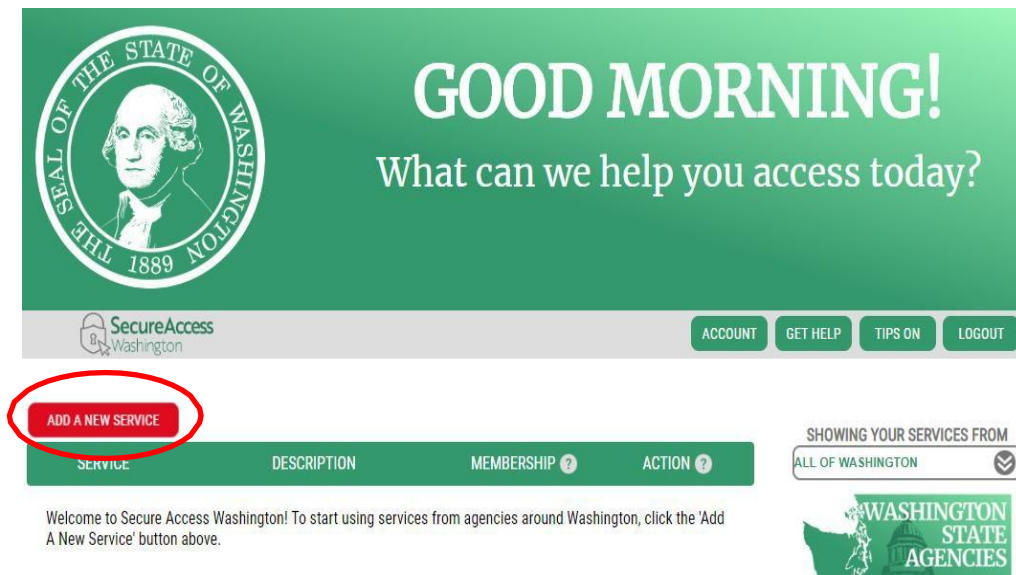 THE SEAL OF THE STATE OF WASHINGTON
1889
GOOD MORNING!
What can we help you access today?
SecureAccess
Washington
ACCOUNT GET HELP TIPS ON LOGOUT
ADD A NEW SERVICE
SHOWING YOUR SERVICES FROM
SERVICE DESCRIPTION MEMBERSHIP ? ACTION ?
ALL OF WASHINGTON
Welcome to Secure Access Washington! To start using services from agencies around Washington, click the 'Add
A New Service' button above.
WASHINGTON
STATE
AGENCIES